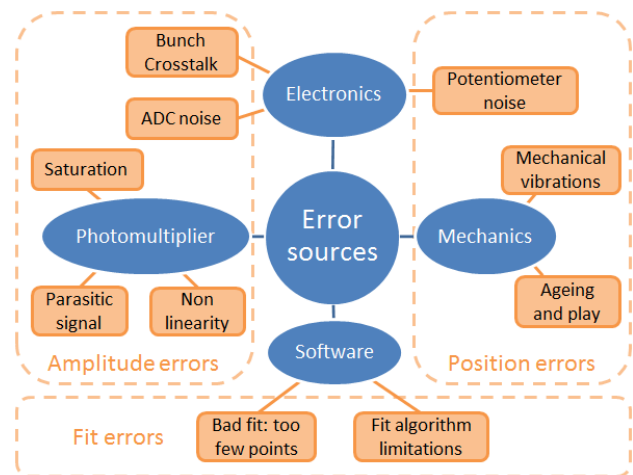 Bunch
Crosstalk
Electronics
Potentiometer
noise
ADC noise
Saturation
Mechanical
vibrations
Error
sources
Photomultiplier
Mechanics
Parasitic
signal
Non
linearity
Ageing
and play
Amplitude errors
Software
Position errors
Fit errors
Bad fit: too
few points
Fit algorithm
limitations